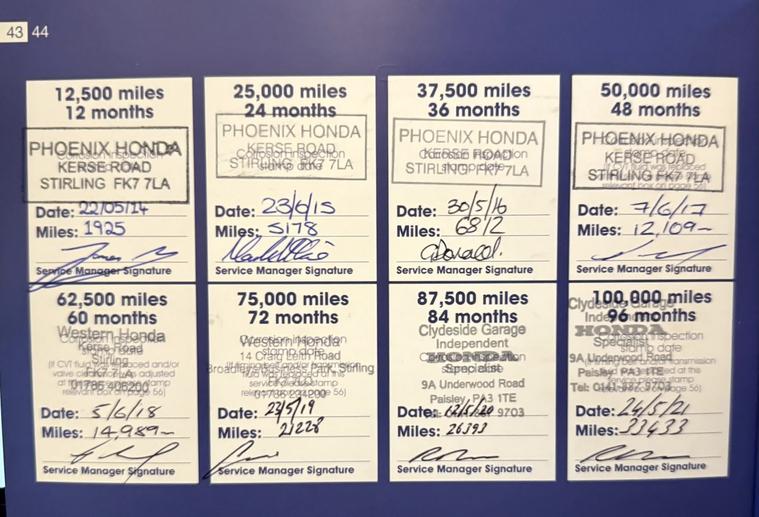 43 44
12,500 miles
12 months
PHOENIX HONDA
KERSE ROAD
STIRLING FK7 7LA
Date: 22/05/14
Miles: 1925
Service Manager Signature
25,000 miles
24 months
PHOENIX HONDA
KERSE ROAD
STIRLING FK7 7LA
Date: 23/6/15
Miles: 5178
Service Manager Signature
37,500 miles
36 months
PHOENIX HONDA
KERSE ROAD
STIRLING FK7 7LA
Date: 30/5/16
Miles: 6812
Service Manager Signature
50,000 miles
48 months
PHOENIX HONDA
KERSE ROAD
STIRLING FK7 7LA
Date: 7/6/17
Miles: 12,109
Service Manager Signature
62,500 miles
60 months
Western Honda
Kerse Road
Stirling
FK7 7LA
Date: 5/6/18
Miles: 14,989
Service Manager Signature
75,000 miles
72 months
Western Honda
14 Craig Leith Road
Broadleys Business Park, Stirling
Date: 23/5/19
Miles: 21228
Service Manager Signature
87,500 miles
84 months
Clydeside Garage
Independent
HONDA
Specialist
9A Underwood Road
Paisley PA3 1TE
Date: 12/5/20
Miles: 26393
Service Manager Signature
100,000 miles
96 months
Clydeside Garage
Independent
HONDA
Specialist
9A Underwood Road
Paisley PA3 1TE
Date: 24/5/21
Miles: 33433
Service Manager Signature